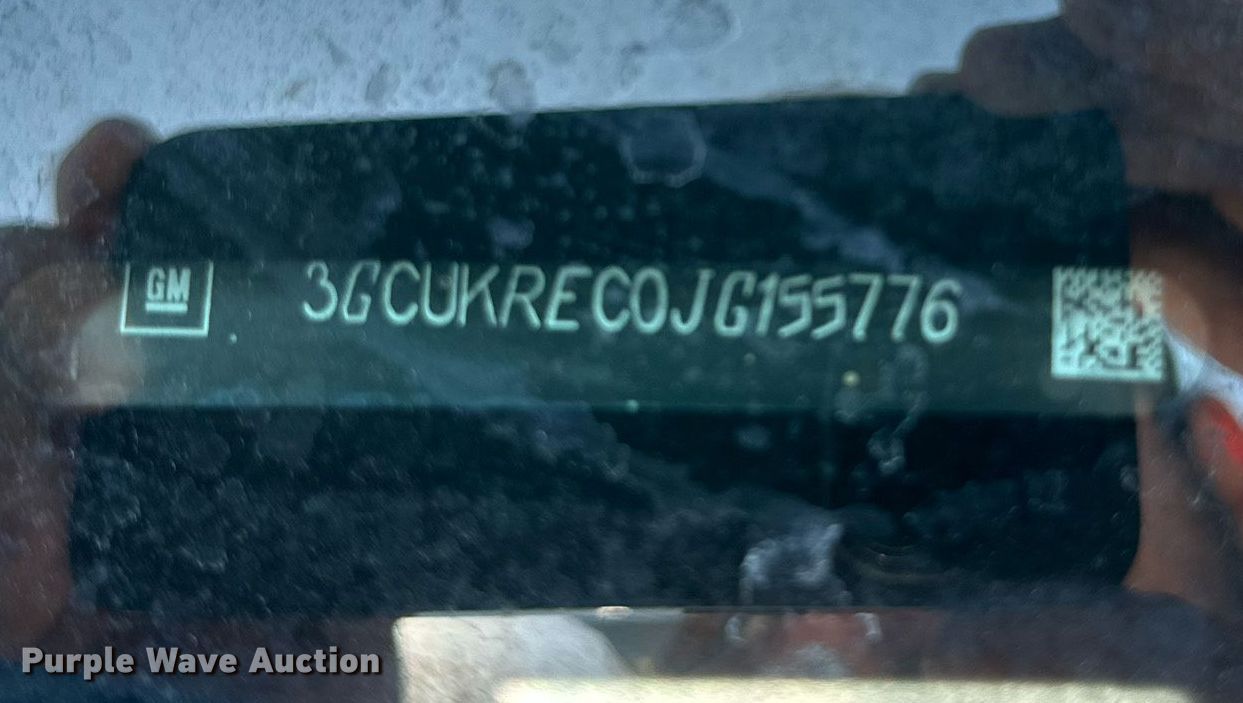 GM 3GCUKREC0JG155776
Purple Wave Auction